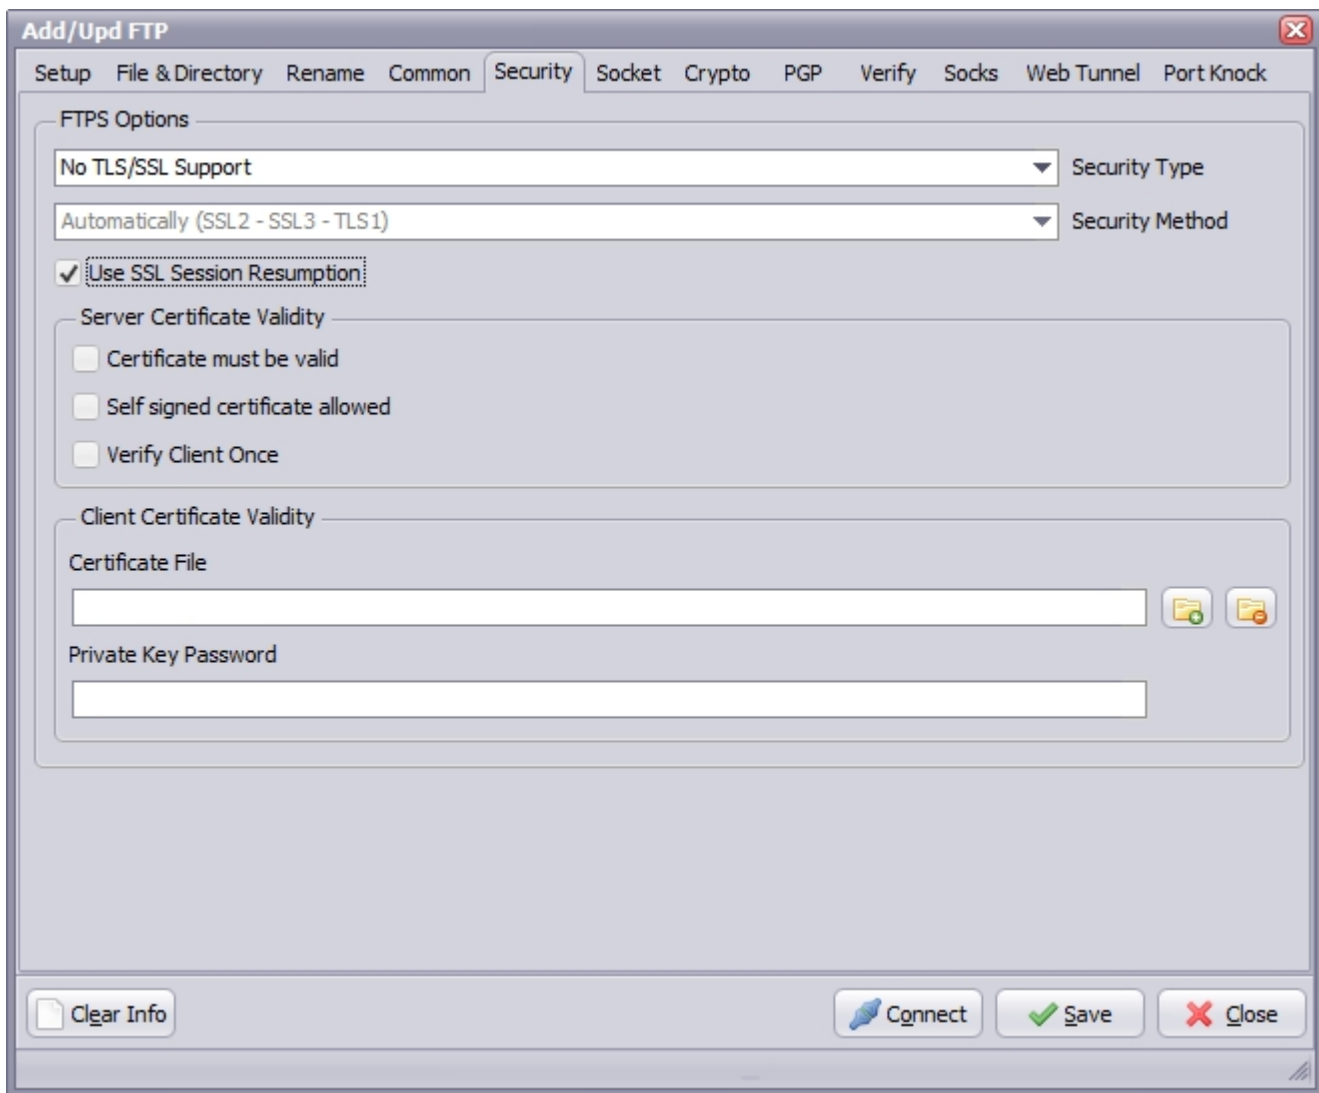 Add/Upd FTP
Setup File & Directory Rename Common Security Socket Crypto PGP Verify Socks Web Tunnel Port Knock
FTPS Options
No TLS/SSL Support Security Type
Automatically (SSL2 - SSL3 - TLS1) Security Method
Use SSL Session Resumption
Server Certificate Validity
Certificate must be valid
Self signed certificate allowed
Verify Client Once
Client Certificate Validity
Certificate File
Private Key Password
Clear Info Connect Save Close